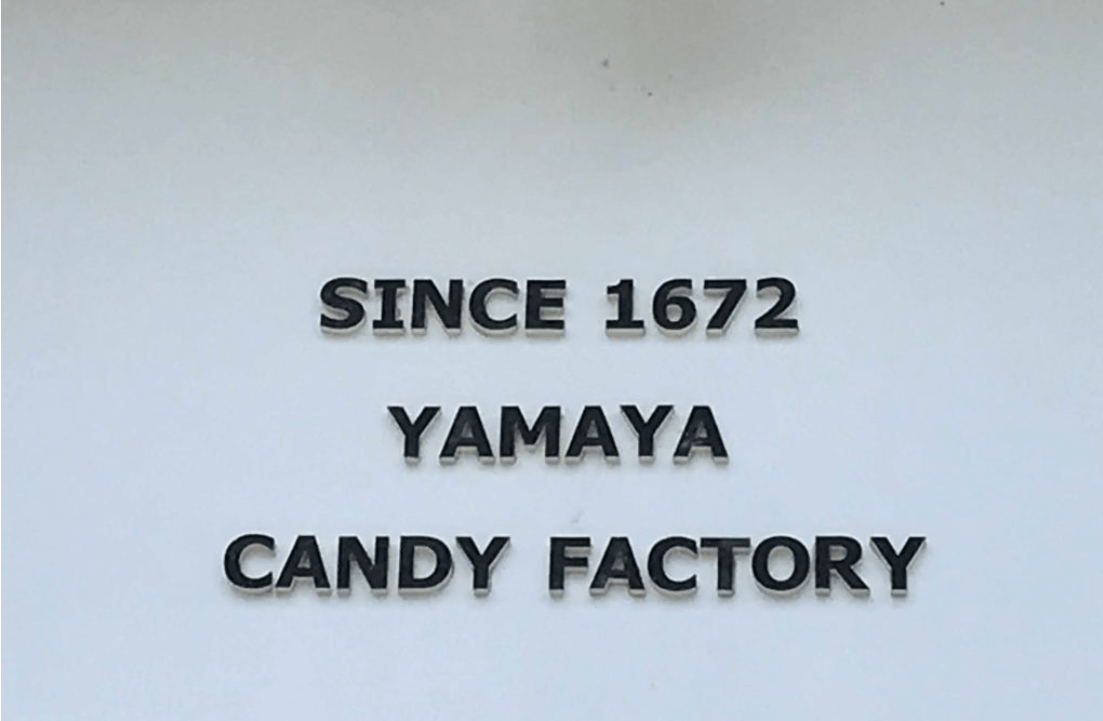 SINCE 1672
YAMAYA
CANDY FACTORY